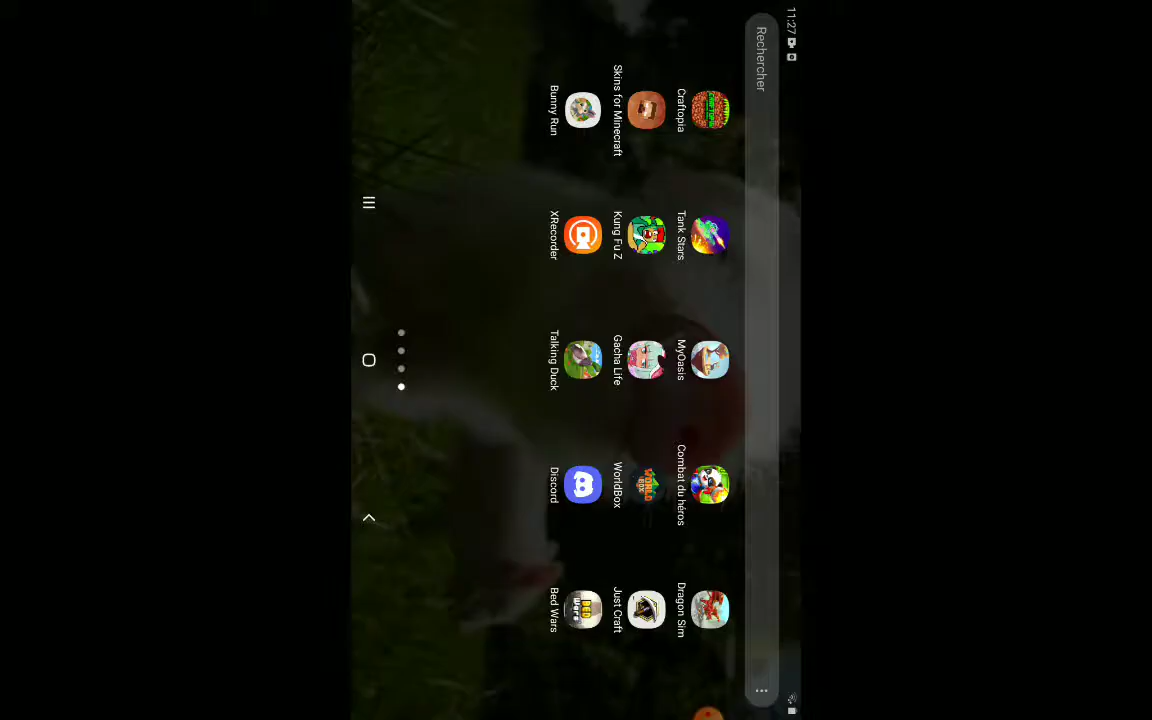 11:27
Rechercher
Craftopia
Tank Stars
MyOasis
Combat du héros
Dragon Sim
Skins for Minecraft
Kung Fu Z
Gacha Life
WorldBox
Just Craft
Bunny Run
XRecorder
Talking Duck
Discord
Bed Wars